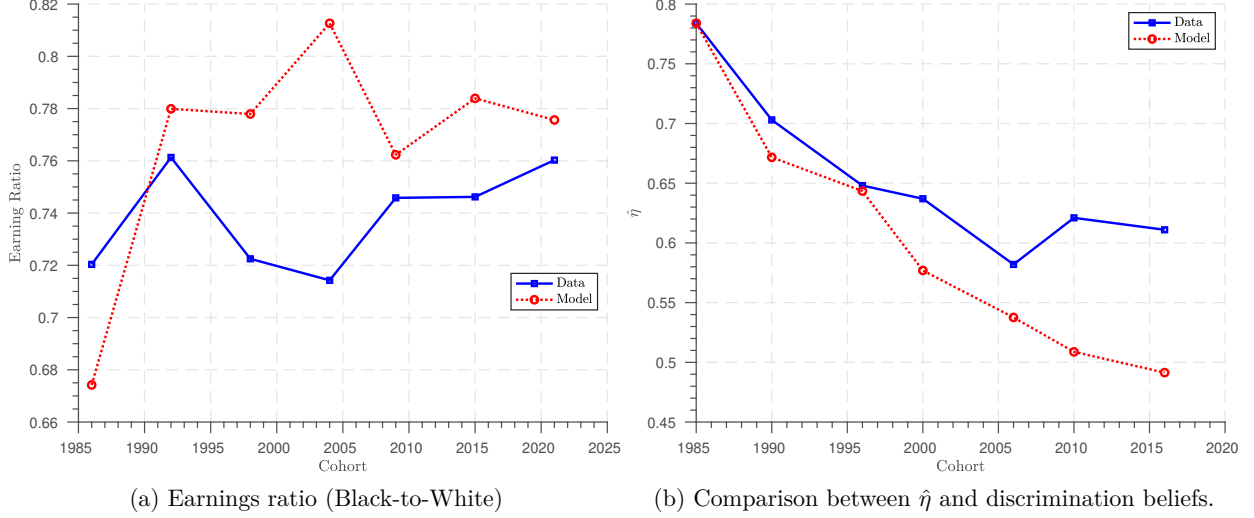 0.82
0.8
0.78
0.76
0.74
0.72
0.7
0.68
0.66
Earning Ratio
Data
Model
1985 1990 1995 2000 2005 2010 2015 2020 2025
Cohort
(a) Earnings ratio (Black-to-White)
0.8
0.75
0.7
0.65
0.6
0.55
0.5
0.45
η̂
Data
Model
1985 1990 1995 2000 2005 2010 2015 2020
Cohort
(b) Comparison between η̂ and discrimination beliefs.